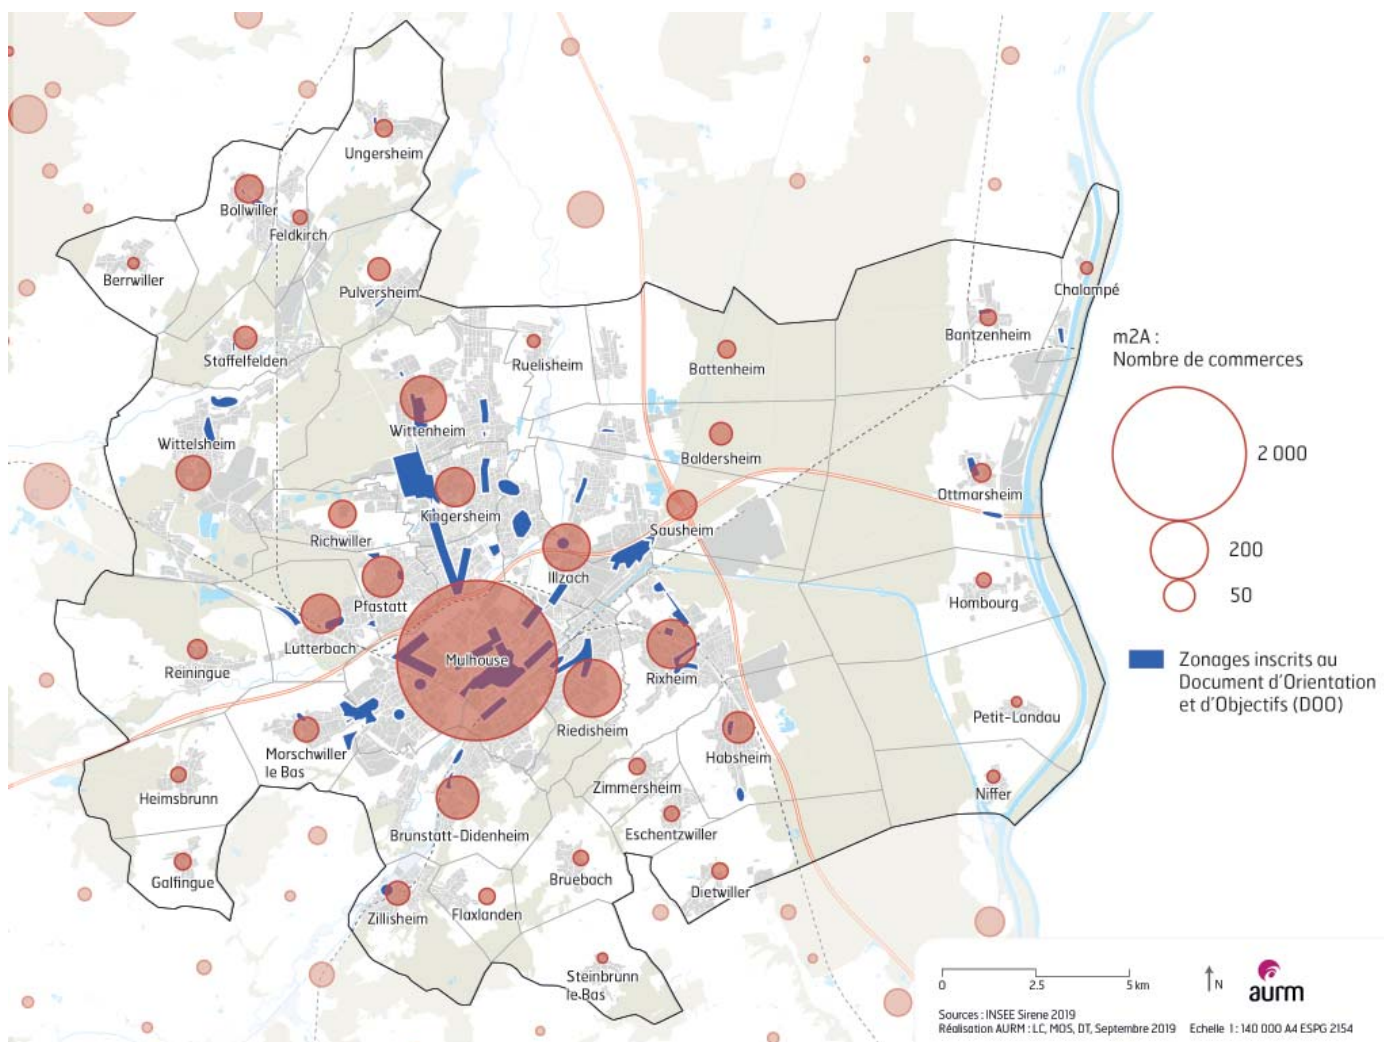 Ungersheim
Bollwiller
Feldkirch
Berrwiller
Pulversheim
Chalampé
Bantzenheim
Staffelfelden
Ruelisheim
Battenheim
Wittenheim
Wittelsheim
Baldersheim
Ottmarsheim
Kingersheim
Richwiller
Sausheim
Illzach
Hombourg
Pfastatt
Lutterbach
Mulhouse
Reiningue
Rixheim
Petit-Landau
Riedisheim
Morschwiller
le Bas
Habsheim
Zimmersheim
Niffer
Heimsbrunn
Eschentzwiller
Brunstatt-Didenheim
Galfingue
Bruebach
Dietwiller
Zillisheim
Flaxlanden
Steinbrunn
le Bas
m2A :
Nombre de commerces
2 000
200
50
Zonages inscrits au
Document d'Orientation
et d'Objectifs (DOO)
0 2.5 5 km
N
aurm
Sources : INSEE Sirene 2019
Réalisation AURM : LC, MOS, DT, Septembre 2019 Echelle 1 : 140 000 A4 ESPG 2154